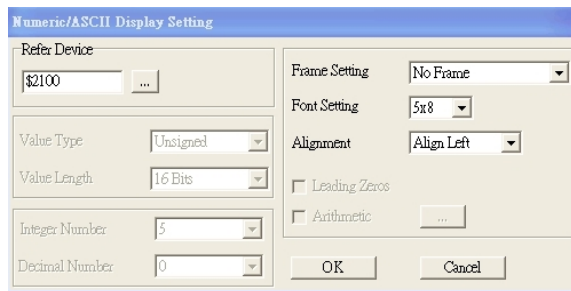 Numeric/ASCII Display Setting
Refer Device
$2100
...
Value Type
Unsigned
Value Length
16 Bits
Integer Number
5
Decimal Number
0
Frame Setting
No Frame
Font Setting
5x8
Alignment
Align Left
Leading Zeros
Arithmetic
...
OK
Cancel